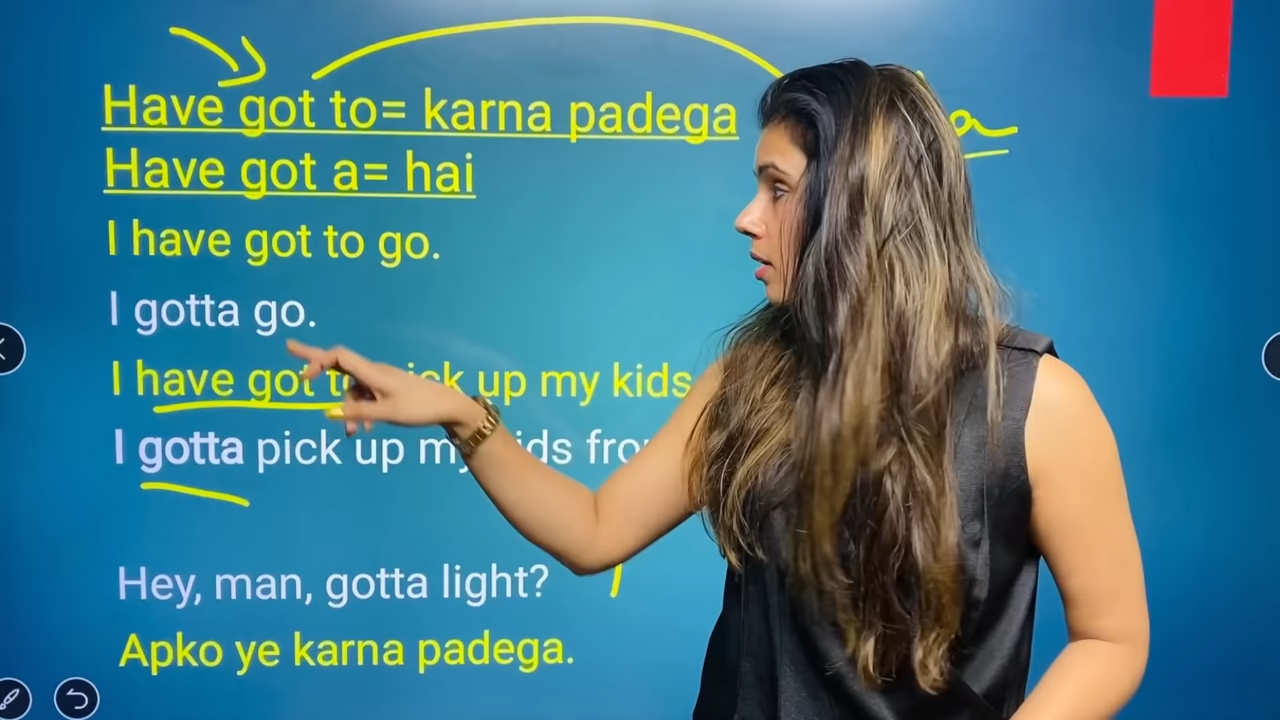 Have got to= karna padega
Have got a= hai
I have got to go.
I gotta go.
I have got to pick up my kids
I gotta pick up my kids
Hey, man, gotta light?
Apko ye karna padega.